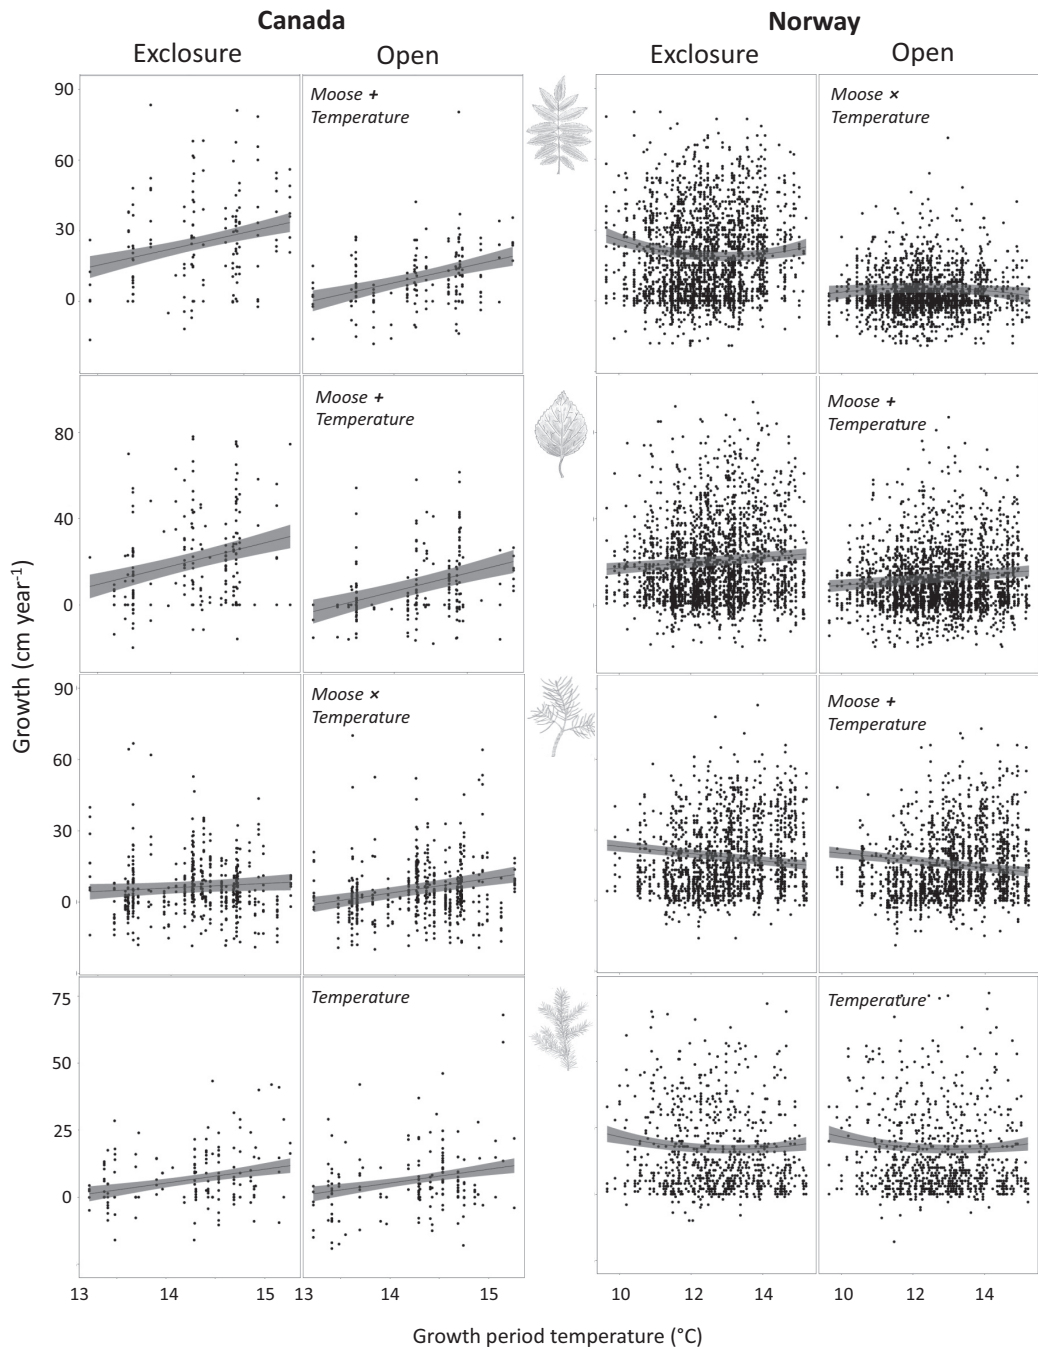 Canada
Norway
Exclosure
Open
Exclosure
Open
90
60
30
0
Moose +
Temperature
Moose ×
Temperature
80
40
0
Moose +
Temperature
Moose +
Temperature
90
60
30
0
Moose ×
Temperature
Moose +
Temperature
75
50
25
0
Temperature
Temperature
13
14
15
13
14
15
10
12
14
10
12
14
Growth (cm year⁻¹)
Growth period temperature (°C)